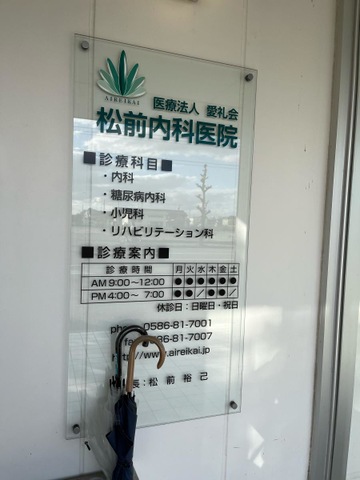 AIREIKAI
医療法人 愛礼会
松前内科医院
■診療科目■
・内科
・糖尿病内科
・小児科
・リハビリテーション科
■診療案内■
診療時間 月 火 水 木 金 土
AM 9:00〜12:00 ● ● ● ● ● ●
PM 4:00〜 7:00 ● ● ／ ● ● ／
休診日：日曜日・祝日
0586-81-7001
86-81-7007
http://www.aireikai.jp
長：松前裕己